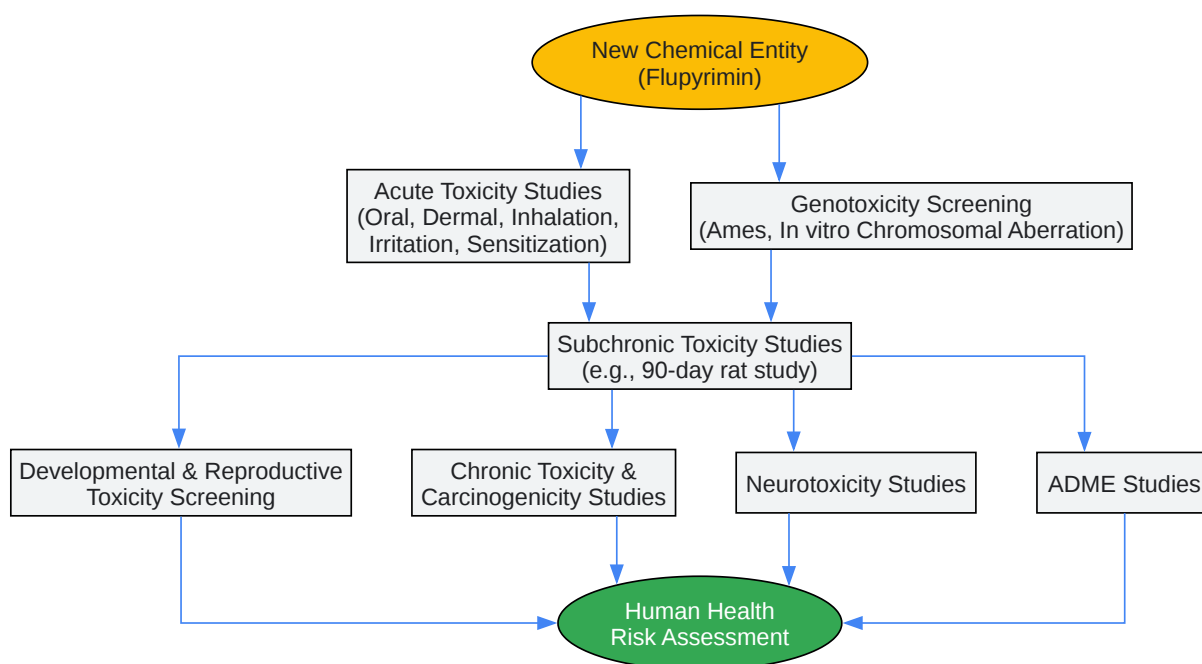 New Chemical Entity
(Flupyrimin)
Acute Toxicity Studies
(Oral, Dermal, Inhalation,
Irritation, Sensitization)
Genotoxicity Screening
(Ames, In vitro Chromosomal Aberration)
Subchronic Toxicity Studies
(e.g., 90-day rat study)
Developmental & Reproductive
Toxicity Screening
Chronic Toxicity &
Carcinogenicity Studies
Neurotoxicity Studies
ADME Studies
Human Health
Risk Assessment